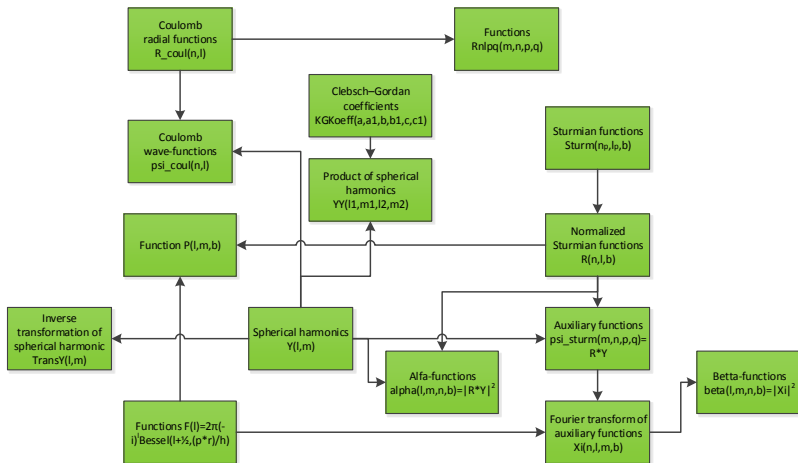 Coulomb
radial functions
R_coul(n,l)
Functions
Rnlpq(m,n,p,q)
Clebsch–Gordan
coefficients
KGKoeff(a,a1,b,b1,c,c1)
Coulomb
wave-functions
psi_coul(n,l)
Sturmian functions
Sturm(nₚ,lₚ,b)
Product of spherical
harmonics
YY(l1,m1,l2,m2)
Function P(l,m,b)
Normalized
Sturmian functions
R(n,l,b)
Inverse
transformation of
spherical harmonic
TransY(l,m)
Spherical harmonics
Y(l,m)
Auxiliary functions
psi_sturm(m,n,p,q)=
R*Y
Alfa-functions
alpha(l,m,n,b)=|R*Y|²
Betta-functions
beta(l,m,n,b)=|Xi|²
Functions F(l)=2π(-
i)ˡBessel(l+½,(p*r)/h)
Fourier transform of
auxiliary functions
Xi(n,l,m,b)